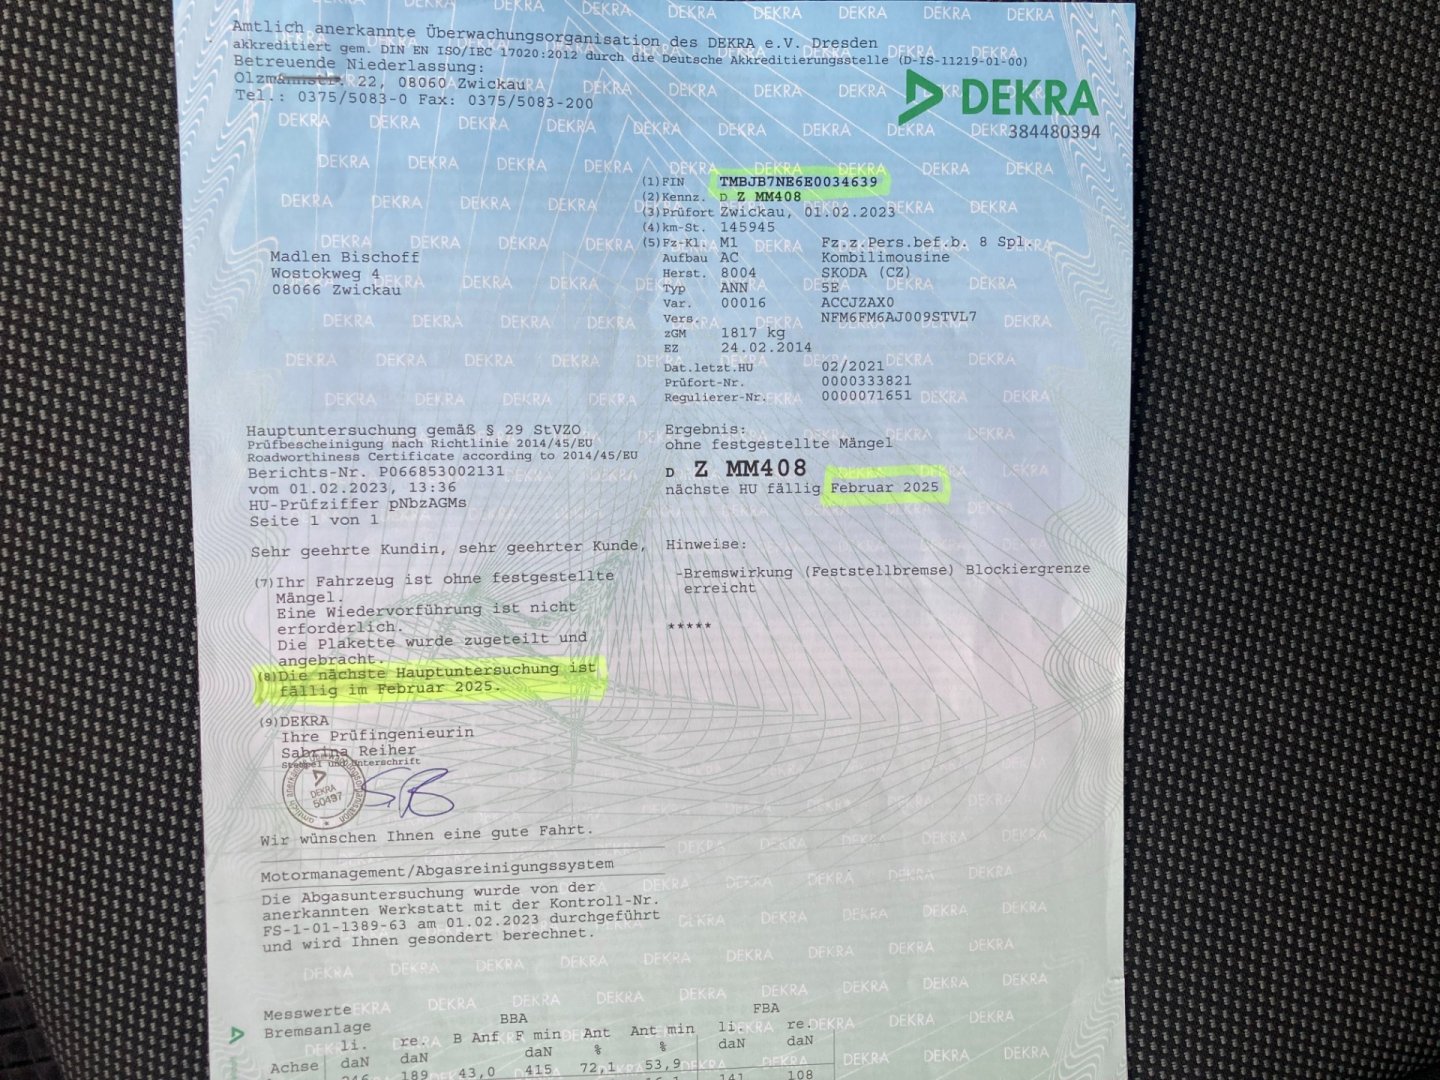 Amtlich anerkannte Überwachungsorganisation des DEKRA e.V. Dresden
akkreditiert gem. DIN EN ISO/IEC 17020:2012 durch die Deutsche Akkreditierungsstelle (D-IS-11219-01-00)
Betreuende Niederlassung:
22, 08060 Zwickau
Tel.: 0375/5083-0 Fax: 0375/5083-200
DEKRA
384480394
(1)FIN TMBJB7NE6E0034639
(2)Kennz. D Z MM408
(3)Prüfort Zwickau, 01.02.2023
(4)km-St. 145945
(5)Fz-Kl. M1 Fz.z.Pers.bef.b. 8 Spl.
Aufbau AC Kombilimousine
Herst. 8004 SKODA (CZ)
Typ ANN 5E
Var. 00016 ACCJZAX0
Vers. NFM6FM6AJ009STVL7
zGM 1817 kg
EZ 24.02.2014
Dat.letzt.HU 02/2021
Prüfort-Nr. 0000333821
Regulierer-Nr. 0000071651
Madlen Bischoff
Wostokweg 4
08066 Zwickau
Hauptuntersuchung gemäß § 29 StVZO
Prüfbescheinigung nach Richtlinie 2014/45/EU
Roadworthiness Certificate according to 2014/45/EU
Berichts-Nr. P066853002131
vom 01.02.2023, 13:36
HU-Prüfziffer pNbzAGMs
Seite 1 von 1
Ergebnis:
ohne festgestellte Mängel
D Z MM408
nächste HU fällig Februar 2025
Sehr geehrte Kundin, sehr geehrter Kunde,
(7)Ihr Fahrzeug ist ohne festgestellte
Mängel.
Eine Wiedervorführung ist nicht
erforderlich.
Die Plakette wurde zugeteilt und
angebracht.
(8)Die nächste Hauptuntersuchung ist
fällig im Februar 2025.
Hinweise:
-Bremswirkung (Feststellbremse) Blockiergrenze
erreicht
*****
(9)DEKRA
Ihre Prüfingenieurin
Sabrina Reiher
Stempel und Unterschrift
amtlich anerkannte Überwachungsorganisation
DEKRA
50497
Wir wünschen Ihnen eine gute Fahrt.
Motormanagement/Abgasreinigungssystem
Die Abgasuntersuchung wurde von der
anerkannten Werkstatt mit der Kontroll-Nr.
FS-1-01-1389-63 am 01.02.2023 durchgeführt
und wird Ihnen gesondert berechnet.
Messwerte
Bremsanlage BBA FBA
li. re. B Anf F min Ant Ant min li. re.
Achse daN daN daN % % daN daN
189 43,0 415 72,1 53,9
141 108